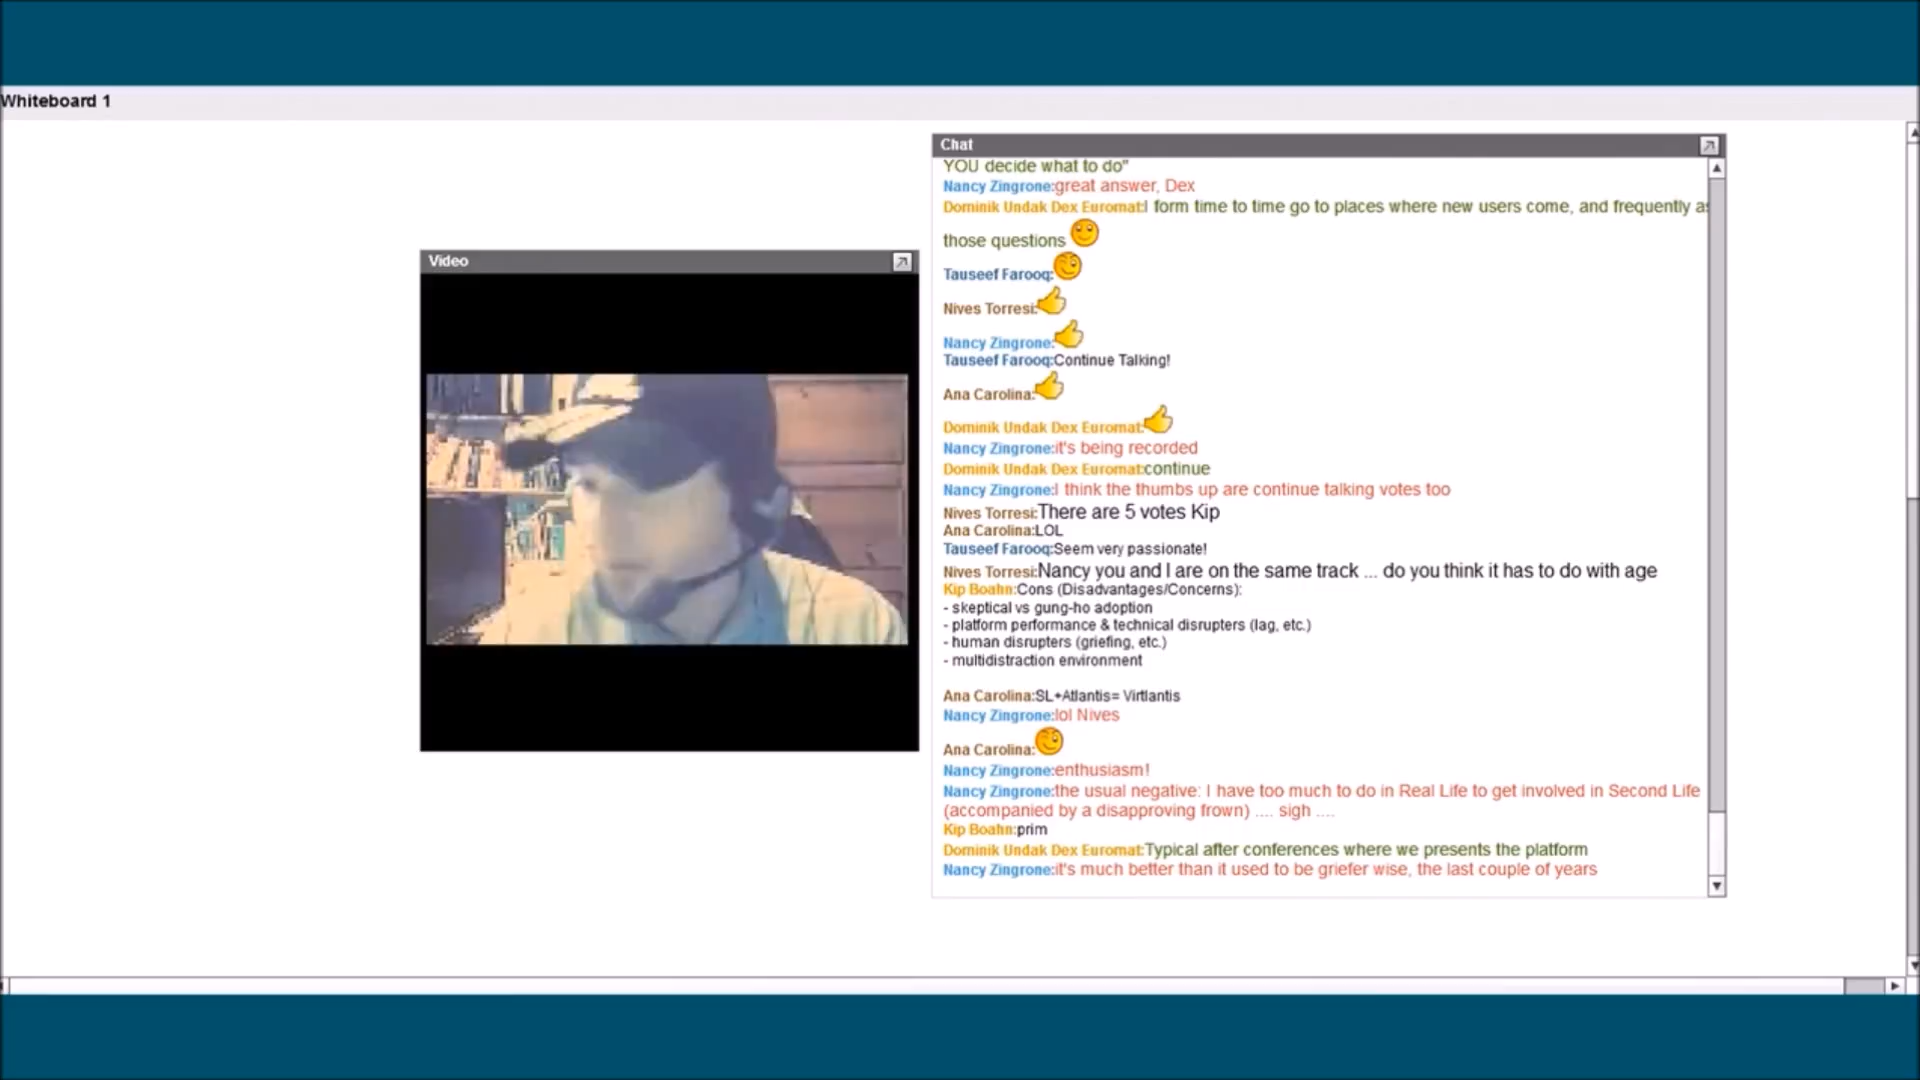 Whiteboard 1
Video
Chat
YOU decide what to do"
Nancy Zingrone:great answer, Dex
Dominik Undak Dex Euromat:I form time to time go to places where new users come, and frequently
those questions
Tauseef Farooq:
Nives Torresi:
Nancy Zingrone:
Tauseef Farooq:Continue Talking!
Ana Carolina:
Dominik Undak Dex Euromat:
Nancy Zingrone:it's being recorded
Dominik Undak Dex Euromat:continue
Nancy Zingrone:I think the thumbs up are continue talking votes too
Nives Torresi:There are 5 votes Kip
Ana Carolina:LOL
Tauseef Farooq:Seem very passionate!
Nives Torresi:Nancy you and I are on the same track ... do you think it has to do with age
Kip Boahn:Cons (Disadvantages/Concerns):
- skeptical vs gung-ho adoption
- platform performance & technical disrupters (lag, etc.)
- human disrupters (griefing, etc.)
- multidistraction environment
Ana Carolina:SL+Atlantis= Virtlantis
Nancy Zingrone:lol Nives
Ana Carolina:
Nancy Zingrone:enthusiasm!
Nancy Zingrone:the usual negative: I have too much to do in Real Life to get involved in Second Life
(accompanied by a disapproving frown) .... sigh ....
Kip Boahn:prim
Dominik Undak Dex Euromat:Typical after conferences where we presents the platform
Nancy Zingrone:it's much better than it used to be griefer wise, the last couple of years